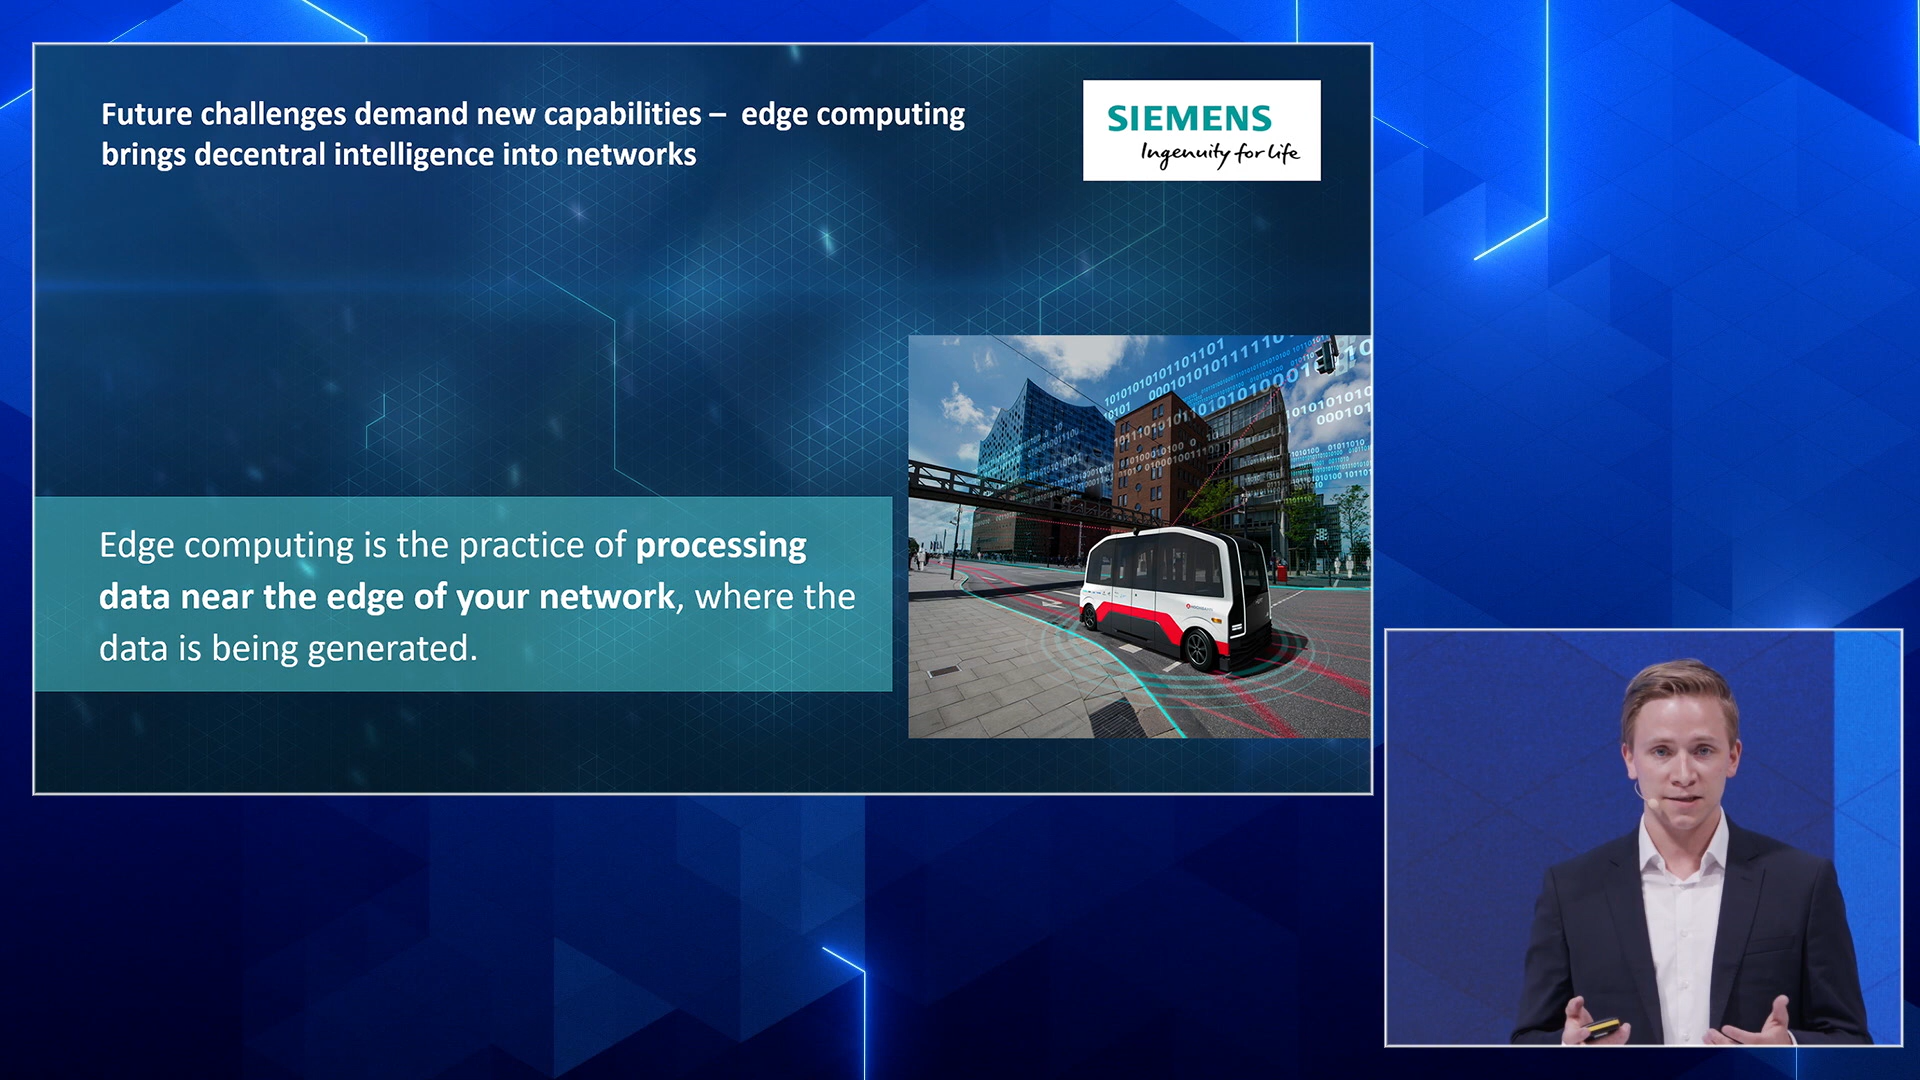 Future challenges demand new capabilities – edge computing
brings decentral intelligence into networks
SIEMENS
Ingenuity for life
Edge computing is the practice of processing
data near the edge of your network, where the
data is being generated.